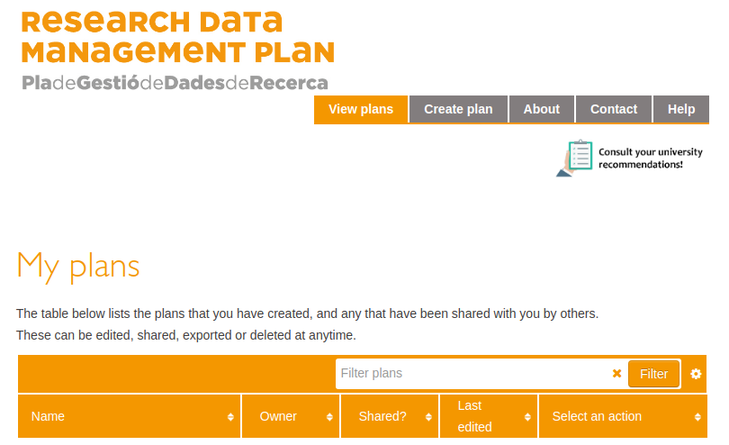 ReseaRCH Data
Management Plan
PladeGestiódeDadesdeRecerca
View plans Create plan About Contact Help
Consult your university
recommendations!
My plans
The table below lists the plans that you have created, and any that have been shared with you by others.
These can be edited, shared, exported or deleted at anytime.
Filter plans Filter
Name Owner Shared? Last edited Select an action